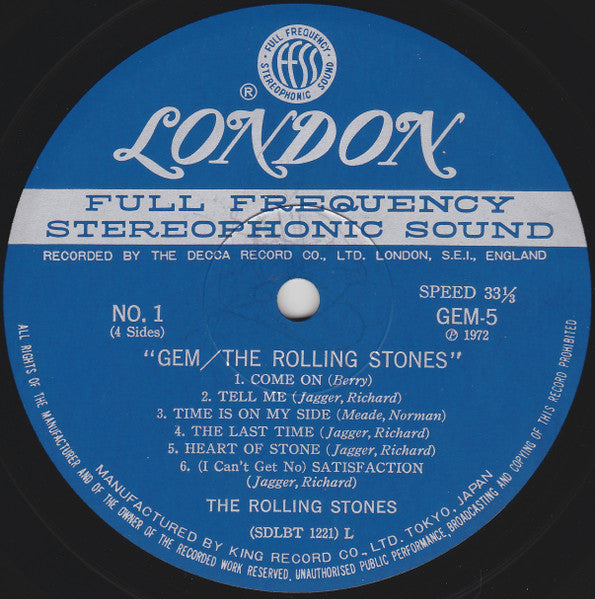 · FULL FREQUENCY ·
FFSS
STEREOPHONIC SOUND
®
LONDON
FULL FREQUENCY
STEREOPHONIC SOUND
RECORDED BY THE DECCA RECORD CO., LTD. LONDON, S.E.I., ENGLAND
SPEED 33⅓
NO. 1
GEM-5
(4 Sides)
Ⓟ 1972
"GEM/THE ROLLING STONES"
1. COME ON (Berry)
2. TELL ME (Jagger, Richard)
3. TIME IS ON MY SIDE (Meade, Norman)
4. THE LAST TIME (Jagger, Richard)
5. HEART OF STONE (Jagger, Richard)
6. (I Can't Get No) SATISFACTION
(Jagger, Richard)
THE ROLLING STONES
(SDLBT 1221) L
MANUFACTURED BY KING RECORD CO., LTD. TOKYO, JAPAN
ALL RIGHTS OF THE MANUFACTURER AND OF THE OWNER OF THE RECORDED WORK RESERVED. UNAUTHORISED PUBLIC PERFORMANCE, BROADCASTING AND COPYING OF THIS RECORD PROHIBITED